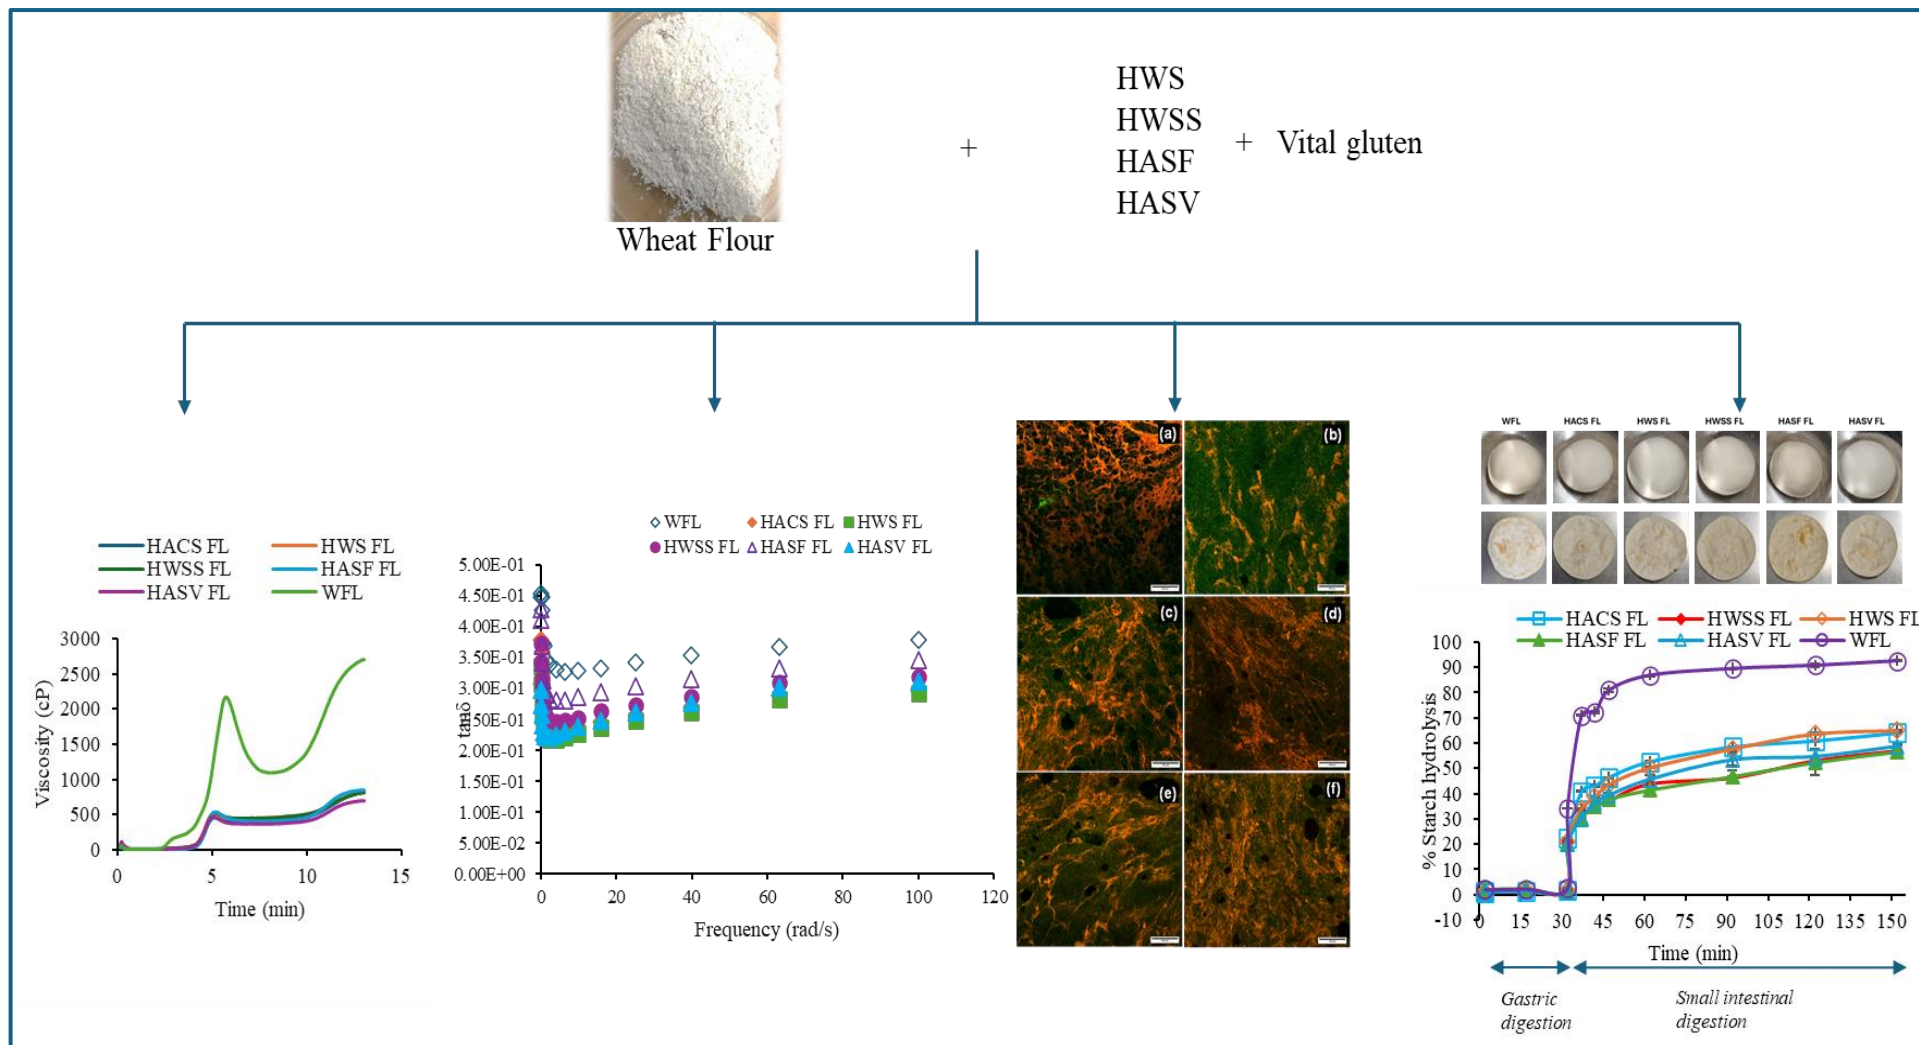 HWS
HWSS
HASF
HASV
+
+ Vital gluten
Wheat Flour
HACS FL
HWS FL
HWSS FL
HASF FL
HASV FL
WFL
3000
2500
2000
1500
1000
500
0
Viscosity (cP)
0 5 10 15
Time (min)
WFL HACS FL HWS FL
HWSS FL HASF FL HASV FL
5.00E-01
4.50E-01
4.00E-01
3.50E-01
3.00E-01
2.50E-01
2.00E-01
1.50E-01
1.00E-01
5.00E-02
0.00E+00
tanδ
0 20 40 60 80 100 120
Frequency (rad/s)
(a)
(b)
(c)
(d)
(e)
(f)
WFL HACS FL HWS FL HWSS FL HASF FL HASV FL
HACS FL HWSS FL HWS FL
HASF FL HASV FL WFL
100
90
80
70
60
50
40
30
20
10
0
-10
% Starch hydrolysis
0 15 30 45 60 75 90 105 120 135 150
Time (min)
Gastric
digestion
Small intestinal
digestion